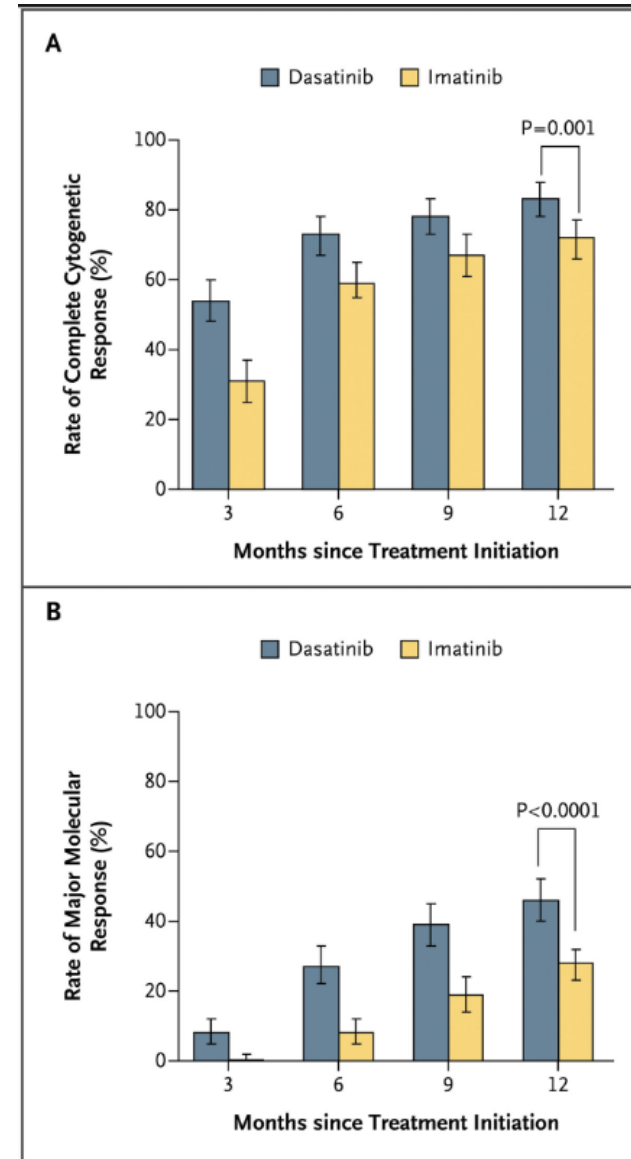 A
Dasatinib Imatinib
P=0.001
100
80
60
40
20
0
Rate of Complete Cytogenetic
Response (%)
3 6 9 12
Months since Treatment Initiation
B
Dasatinib Imatinib
P<0.0001
100
80
60
40
20
0
Rate of Major Molecular
Response (%)
3 6 9 12
Months since Treatment Initiation